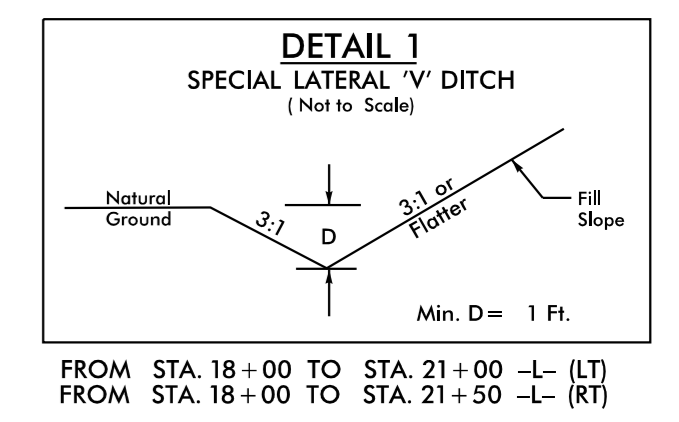 DETAIL 1
SPECIAL LATERAL 'V' DITCH
( Not to Scale)
Natural
Ground
3:1
D
3:1 or
Flatter
Fill
Slope
Min. D= 1 Ft.
FROM STA. 18+00 TO STA. 21+00 -L- (LT)
FROM STA. 18+00 TO STA. 21+50 -L- (RT)